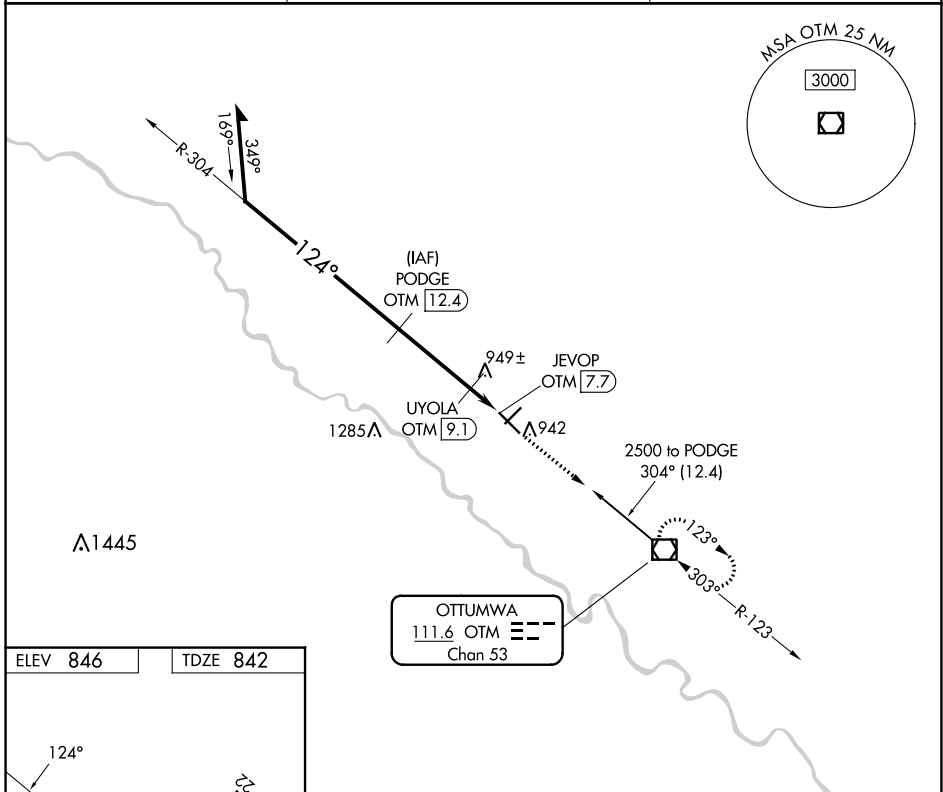 MSA OTM 25 NM
3000
169°
349°
R-304
124°
(IAF)
PODGE
OTM 12.4
949±
JEVOP
OTM 7.7
UYOLA
OTM 9.1
1285
942
2500 to PODGE
304° (12.4)
1445
123°
303°
R-123
OTTUMWA
111.6 OTM
Chan 53
ELEV 846
TDZE 842
124°
22